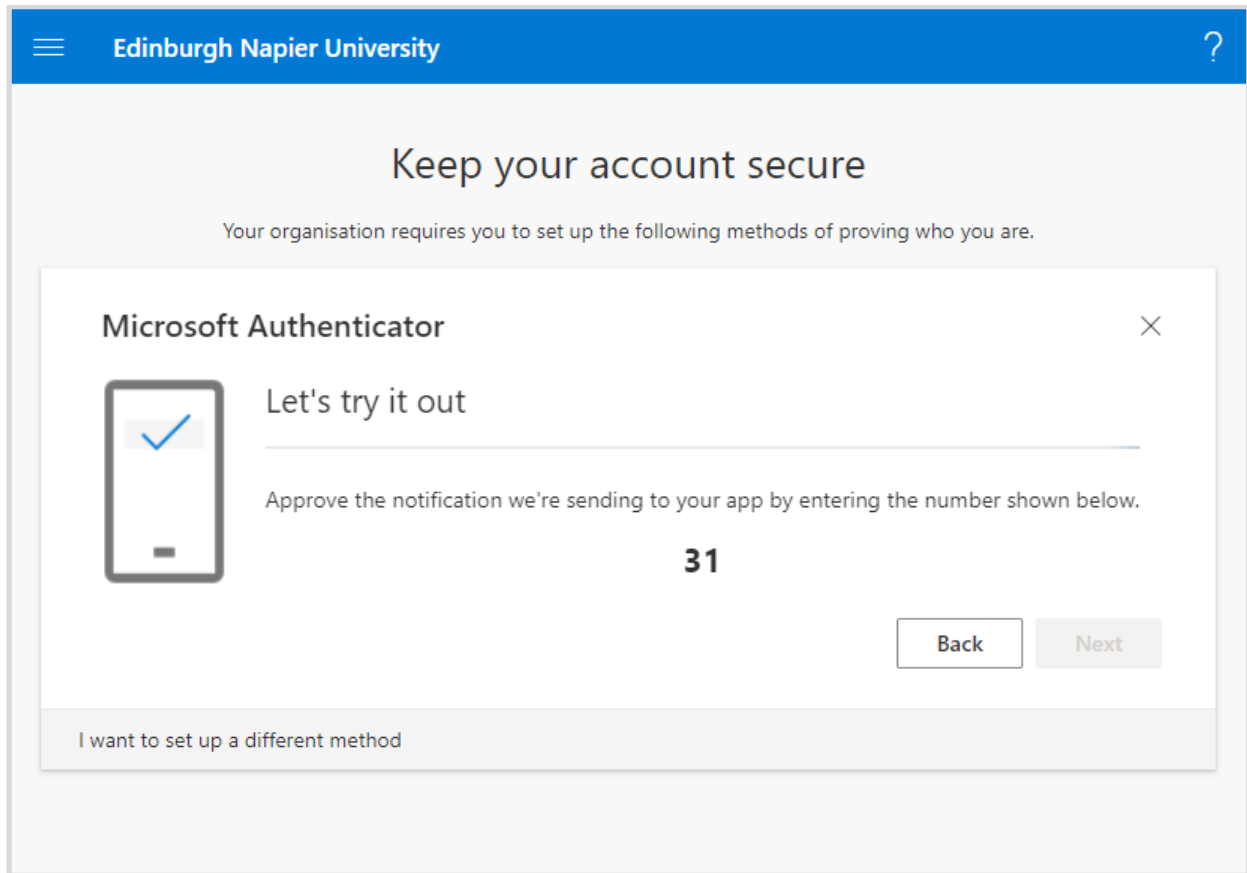 Edinburgh Napier University
?
Keep your account secure
Your organisation requires you to set up the following methods of proving who you are.
Microsoft Authenticator
Let's try it out
Approve the notification we're sending to your app by entering the number shown below.
31
Back Next
I want to set up a different method